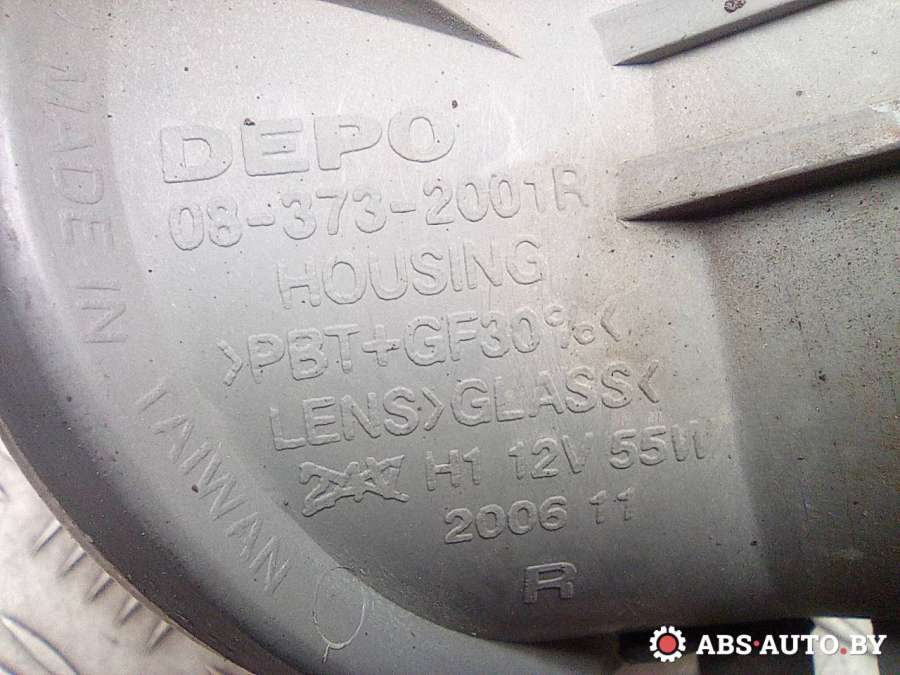 DEPO
08-373-2001R
HOUSING
>PBT+GF30%<
LENS>GLASS<
24V H1 12V 55W
2006 11
R
MADE IN TAIWAN
ABS-AUTO.BY